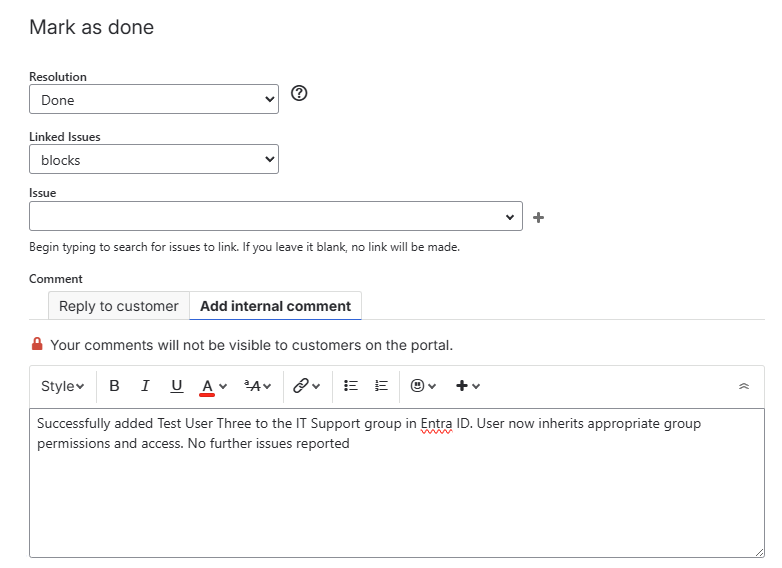 Mark as done
Resolution
Done
Linked Issues
blocks
Issue
Begin typing to search for issues to link. If you leave it blank, no link will be made.
Comment
Reply to customer Add internal comment
Your comments will not be visible to customers on the portal.
Style B I U A ªA
Successfully added Test User Three to the IT Support group in Entra ID. User now inherits appropriate group
permissions and access. No further issues reported